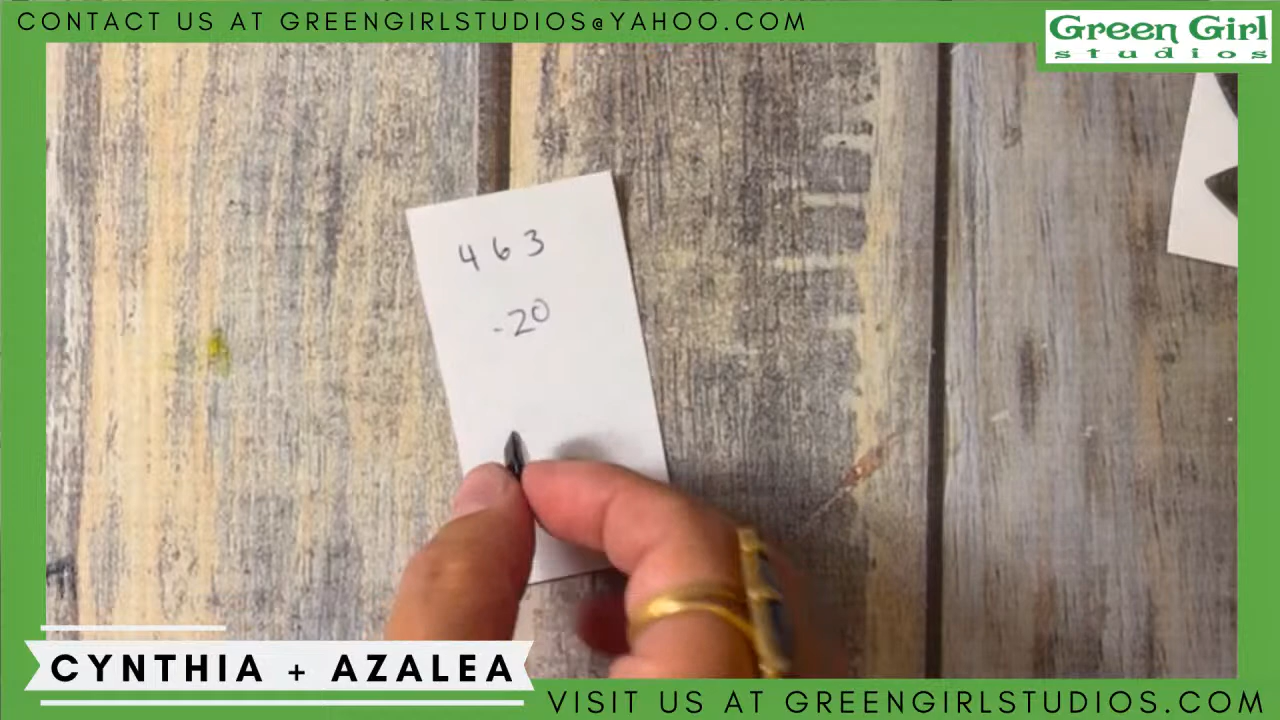 CONTACT US AT GREENGIRLSTUDIOS@YAHOO.COM
Green Girl
studios
463
-20
CYNTHIA + AZALEA
VISIT US AT GREENGIRLSTUDIOS.COM